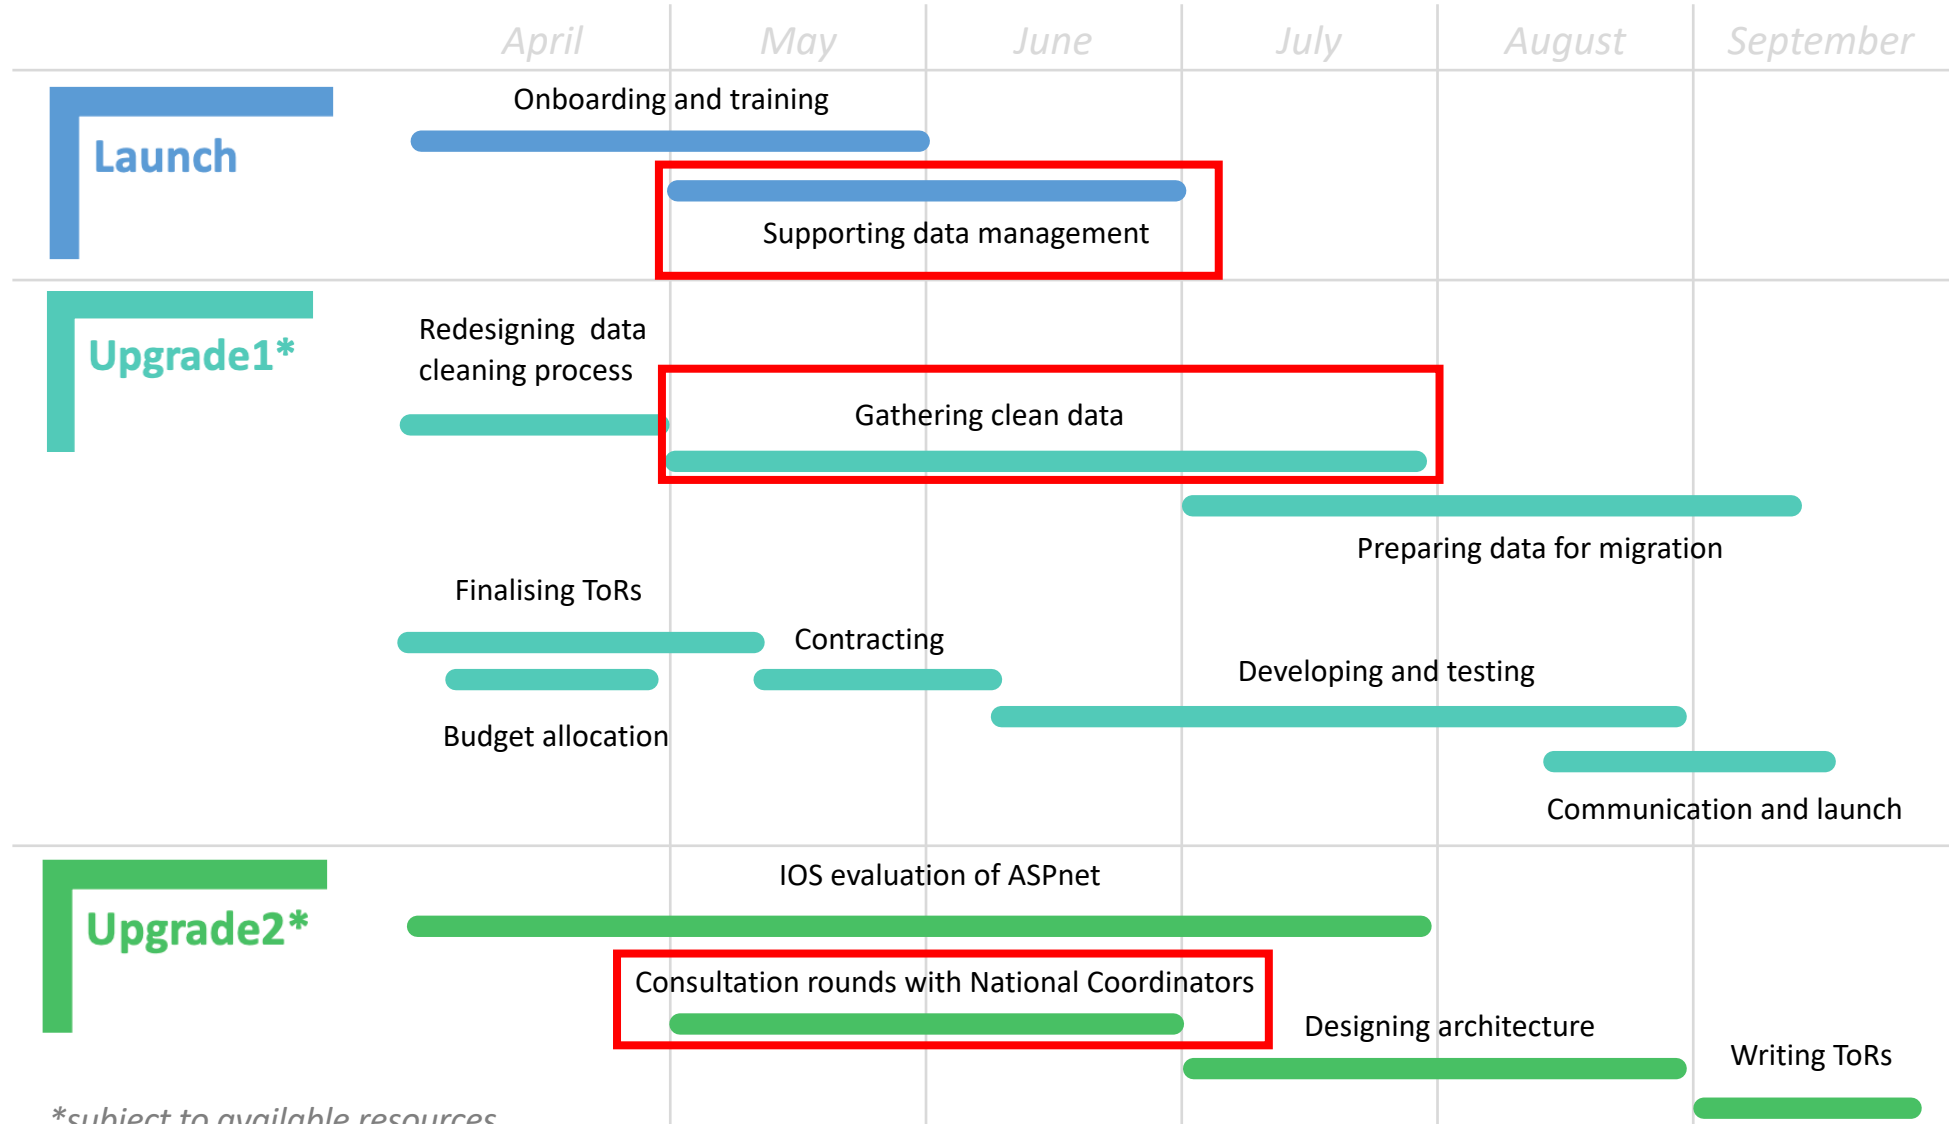 April May June July August September
Onboarding and training
Launch
Supporting data management
Redesigning data
cleaning process
Upgrade1*
Gathering clean data
Preparing data for migration
Finalising ToRs
Contracting
Developing and testing
Budget allocation
Communication and launch
IOS evaluation of ASPnet
Upgrade2*
Consultation rounds with National Coordinators
Designing architecture
Writing ToRs
*subject to available resources